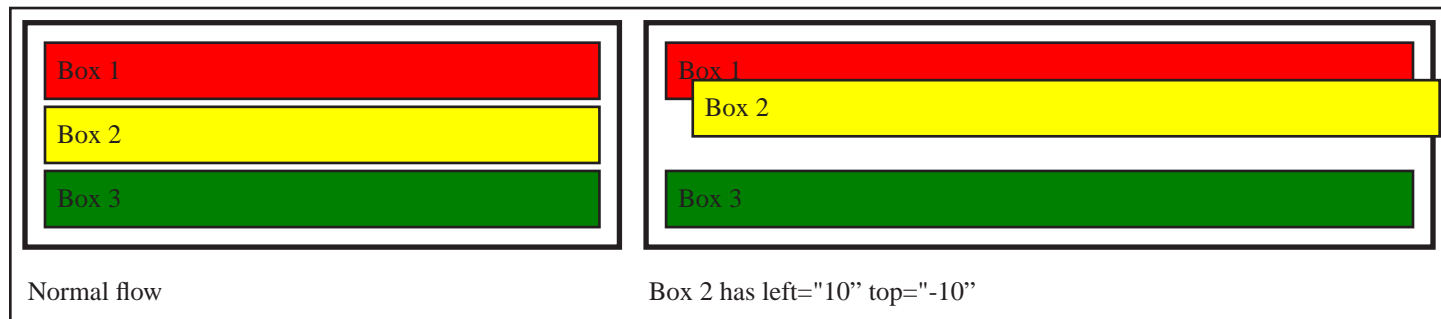 Box 1
Box 2
Box 3
Normal flow
Box 1
Box 2
Box 3
Box 2 has left="10” top="-10”